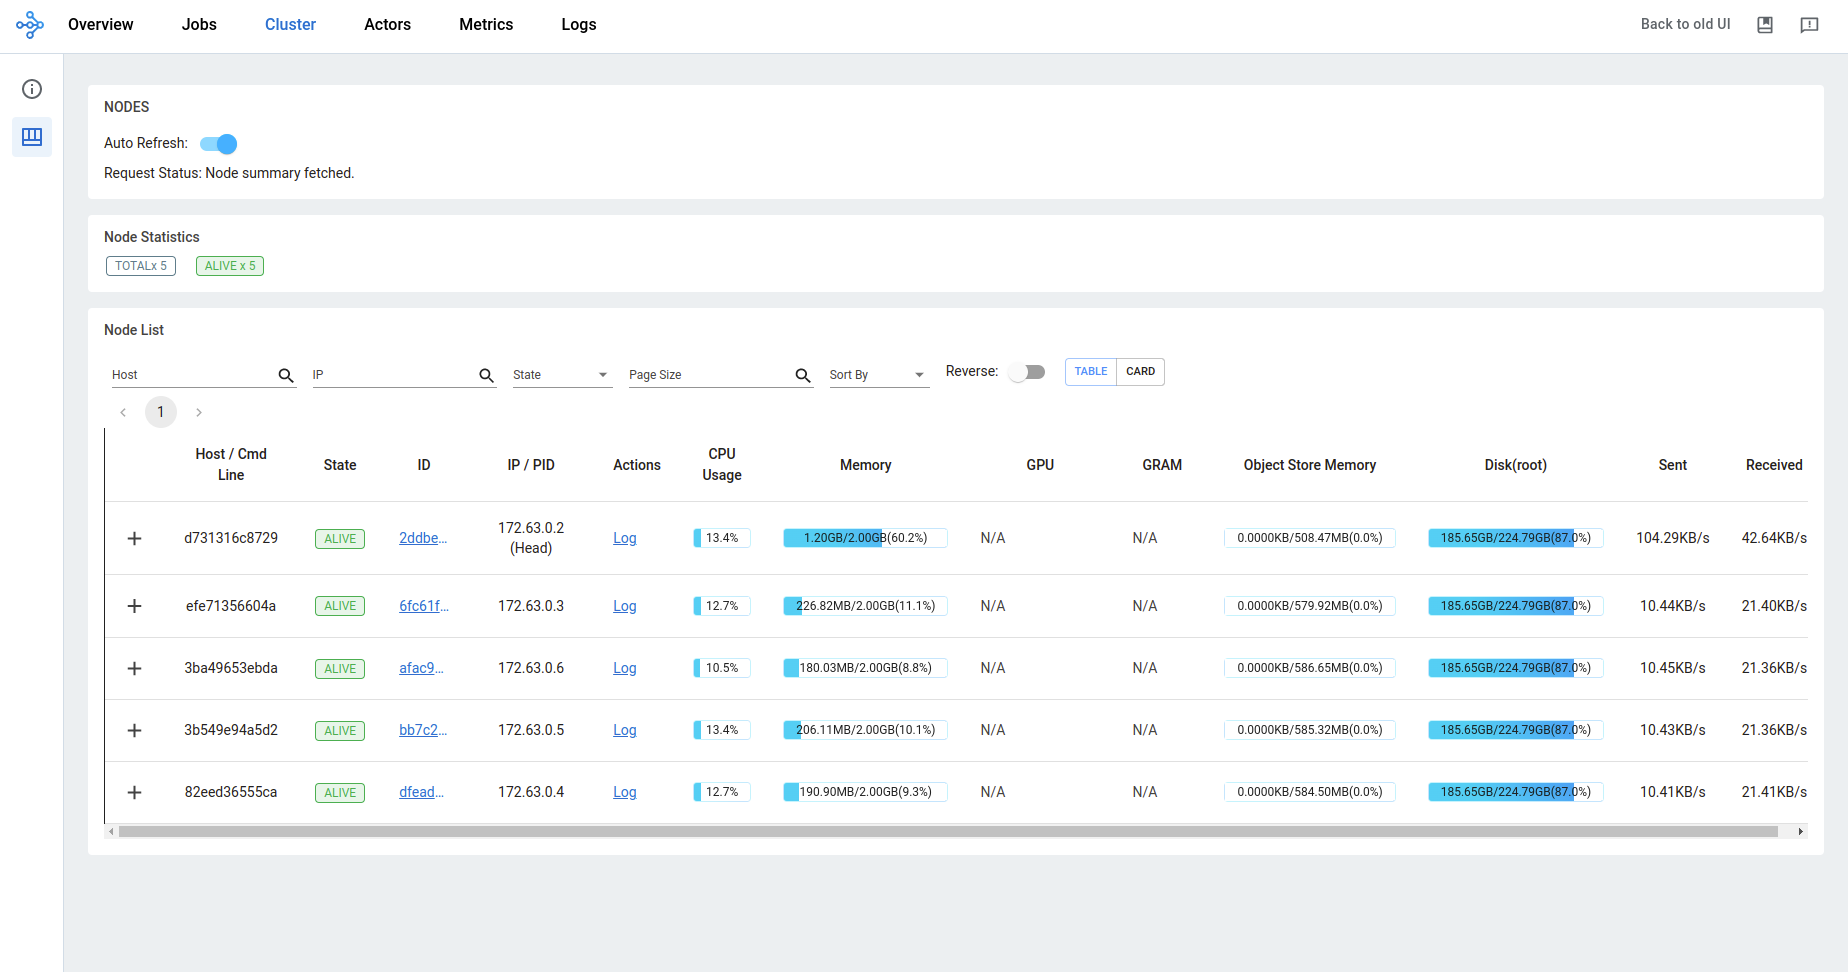 Overview Jobs Cluster Actors Metrics Logs Back to old UI
NODES
Auto Refresh:
Request Status: Node summary fetched.
Node Statistics
TOTALx 5 ALIVE x 5
Node List
Host IP State Page Size Sort By Reverse: TABLE CARD
1
Host / Cmd Line State ID IP / PID Actions CPU Usage Memory GPU GRAM Object Store Memory Disk(root) Sent Received
d731316c8729 ALIVE 2ddbe... 172.63.0.2 (Head) Log 13.4% 1.20GB/2.00GB(60.2%) N/A N/A 0.0000KB/508.47MB(0.0%) 185.65GB/224.79GB(87.0%) 104.29KB/s 42.64KB/s
efe71356604a ALIVE 6fc61f... 172.63.0.3 Log 12.7% 226.82MB/2.00GB(11.1%) N/A N/A 0.0000KB/579.92MB(0.0%) 185.65GB/224.79GB(87.0%) 10.44KB/s 21.40KB/s
3ba49653ebda ALIVE afac9... 172.63.0.6 Log 10.5% 180.03MB/2.00GB(8.8%) N/A N/A 0.0000KB/586.65MB(0.0%) 185.65GB/224.79GB(87.0%) 10.45KB/s 21.36KB/s
3b549e94a5d2 ALIVE bb7c2... 172.63.0.5 Log 13.4% 206.11MB/2.00GB(10.1%) N/A N/A 0.0000KB/585.32MB(0.0%) 185.65GB/224.79GB(87.0%) 10.43KB/s 21.36KB/s
82eed36555ca ALIVE dfead... 172.63.0.4 Log 12.7% 190.90MB/2.00GB(9.3%) N/A N/A 0.0000KB/584.50MB(0.0%) 185.65GB/224.79GB(87.0%) 10.41KB/s 21.41KB/s